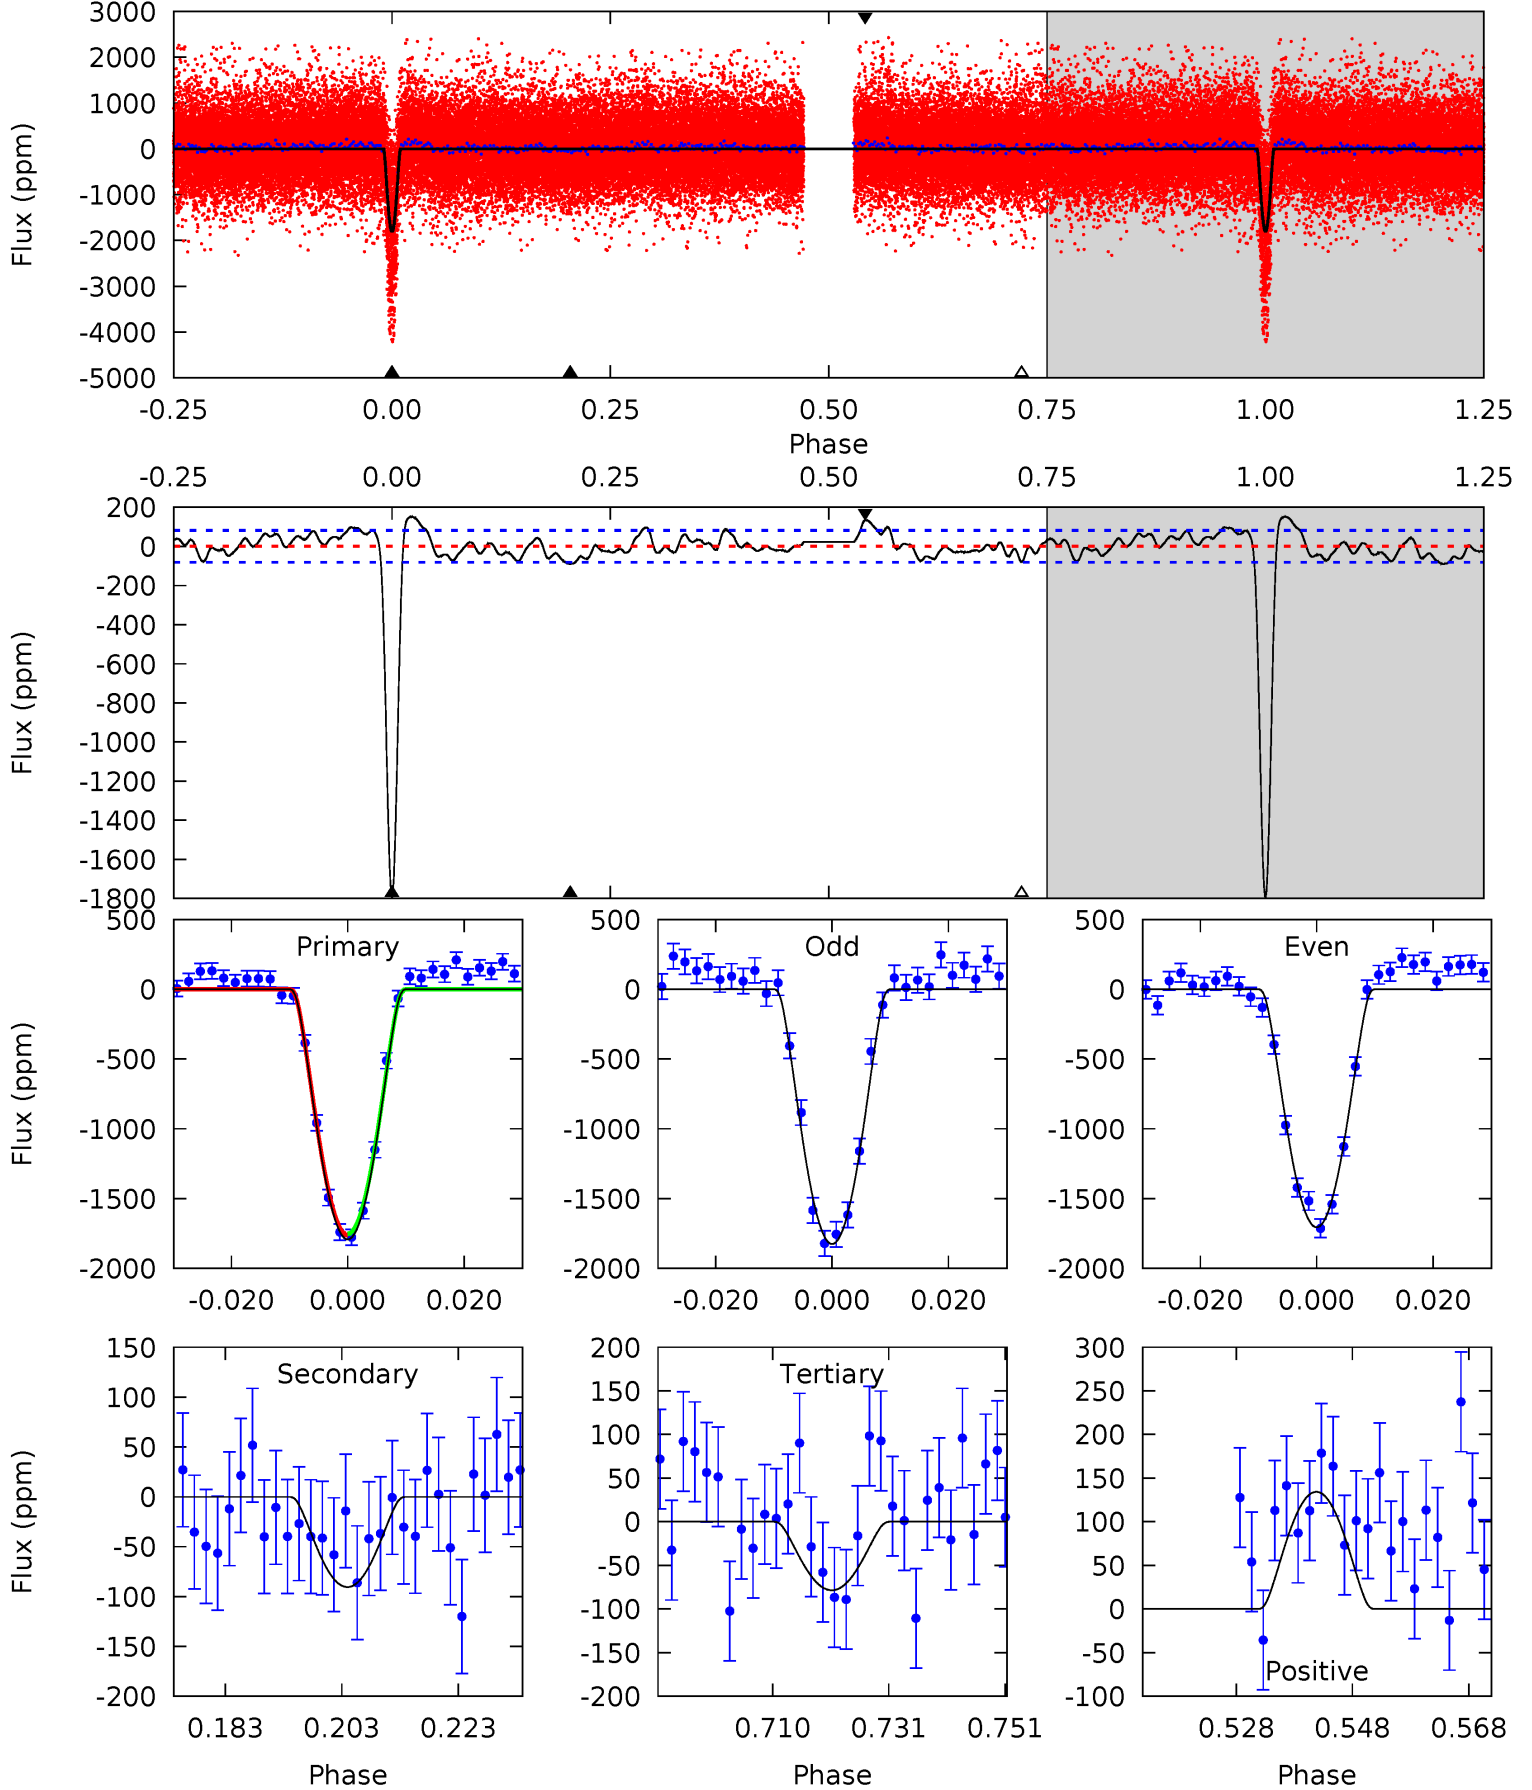 3000
2000
1000
0
-1000
-2000
-3000
-4000
-5000
Flux (ppm)
-0.25 0.00 0.25 0.50 0.75 1.00 1.25
Phase
-0.25 0.00 0.25 0.50 0.75 1.00 1.25
200
0
-200
-400
-600
-800
-1000
-1200
-1400
-1600
-1800
Flux (ppm)
Primary
500
0
-500
-1000
-1500
-2000
Flux (ppm)
-0.020 0.000 0.020
Odd
500
0
-500
-1000
-1500
-2000
-0.020 0.000 0.020
Even
500
0
-500
-1000
-1500
-2000
-0.020 0.000 0.020
Secondary
150
100
50
0
-50
-100
-150
-200
Flux (ppm)
0.183 0.203 0.223
Phase
Tertiary
200
150
100
50
0
-50
-100
-150
-200
0.710 0.731 0.751
Phase
300
250
200
150
100
50
0
-50
-100
Positive
0.528 0.548 0.568
Phase